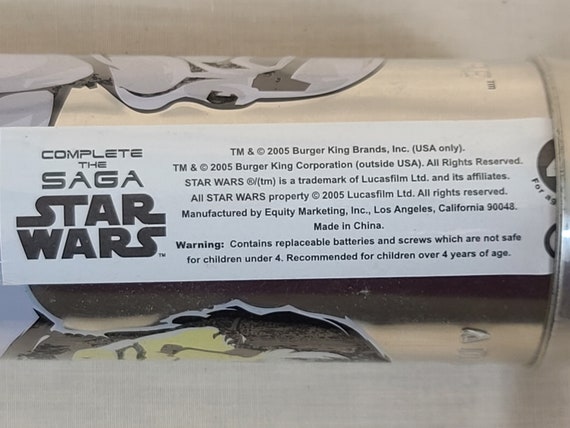 COMPLETE
THE
SAGA
STAR
WARS™
TM & © 2005 Burger King Brands, Inc. (USA only).
TM & © 2005 Burger King Corporation (outside USA). All Rights Reserved.
STAR WARS ®/(tm) is a trademark of Lucasfilm Ltd. and its affiliates.
All STAR WARS property © 2005 Lucasfilm Ltd. All rights reserved.
Manufactured by Equity Marketing, Inc., Los Angeles, California 90048.
Made in China.
Warning: Contains replaceable batteries and screws which are not safe
for children under 4. Recommended for children over 4 years of age.
TM
For